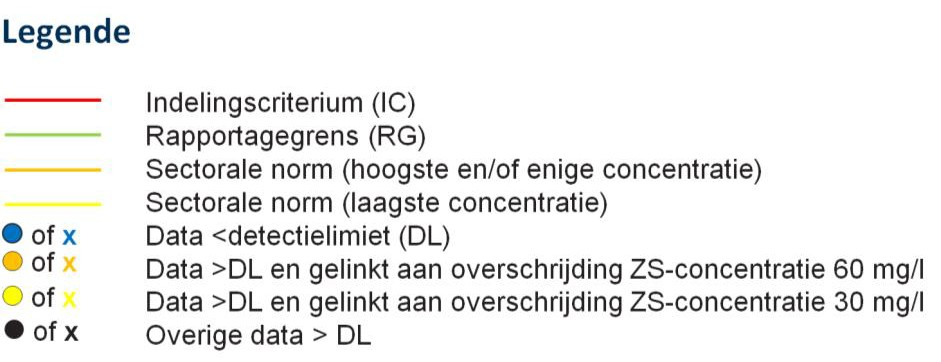 Legende
Indelingscriterium (IC)
Rapportagegrens (RG)
Sectorale norm (hoogste en/of enige concentratie)
Sectorale norm (laagste concentratie)
of x Data <detectielimiet (DL)
of x Data >DL en gelinkt aan overschrijding ZS-concentratie 60 mg/l
of x Data >DL en gelinkt aan overschrijding ZS-concentratie 30 mg/l
of x Overige data > DL